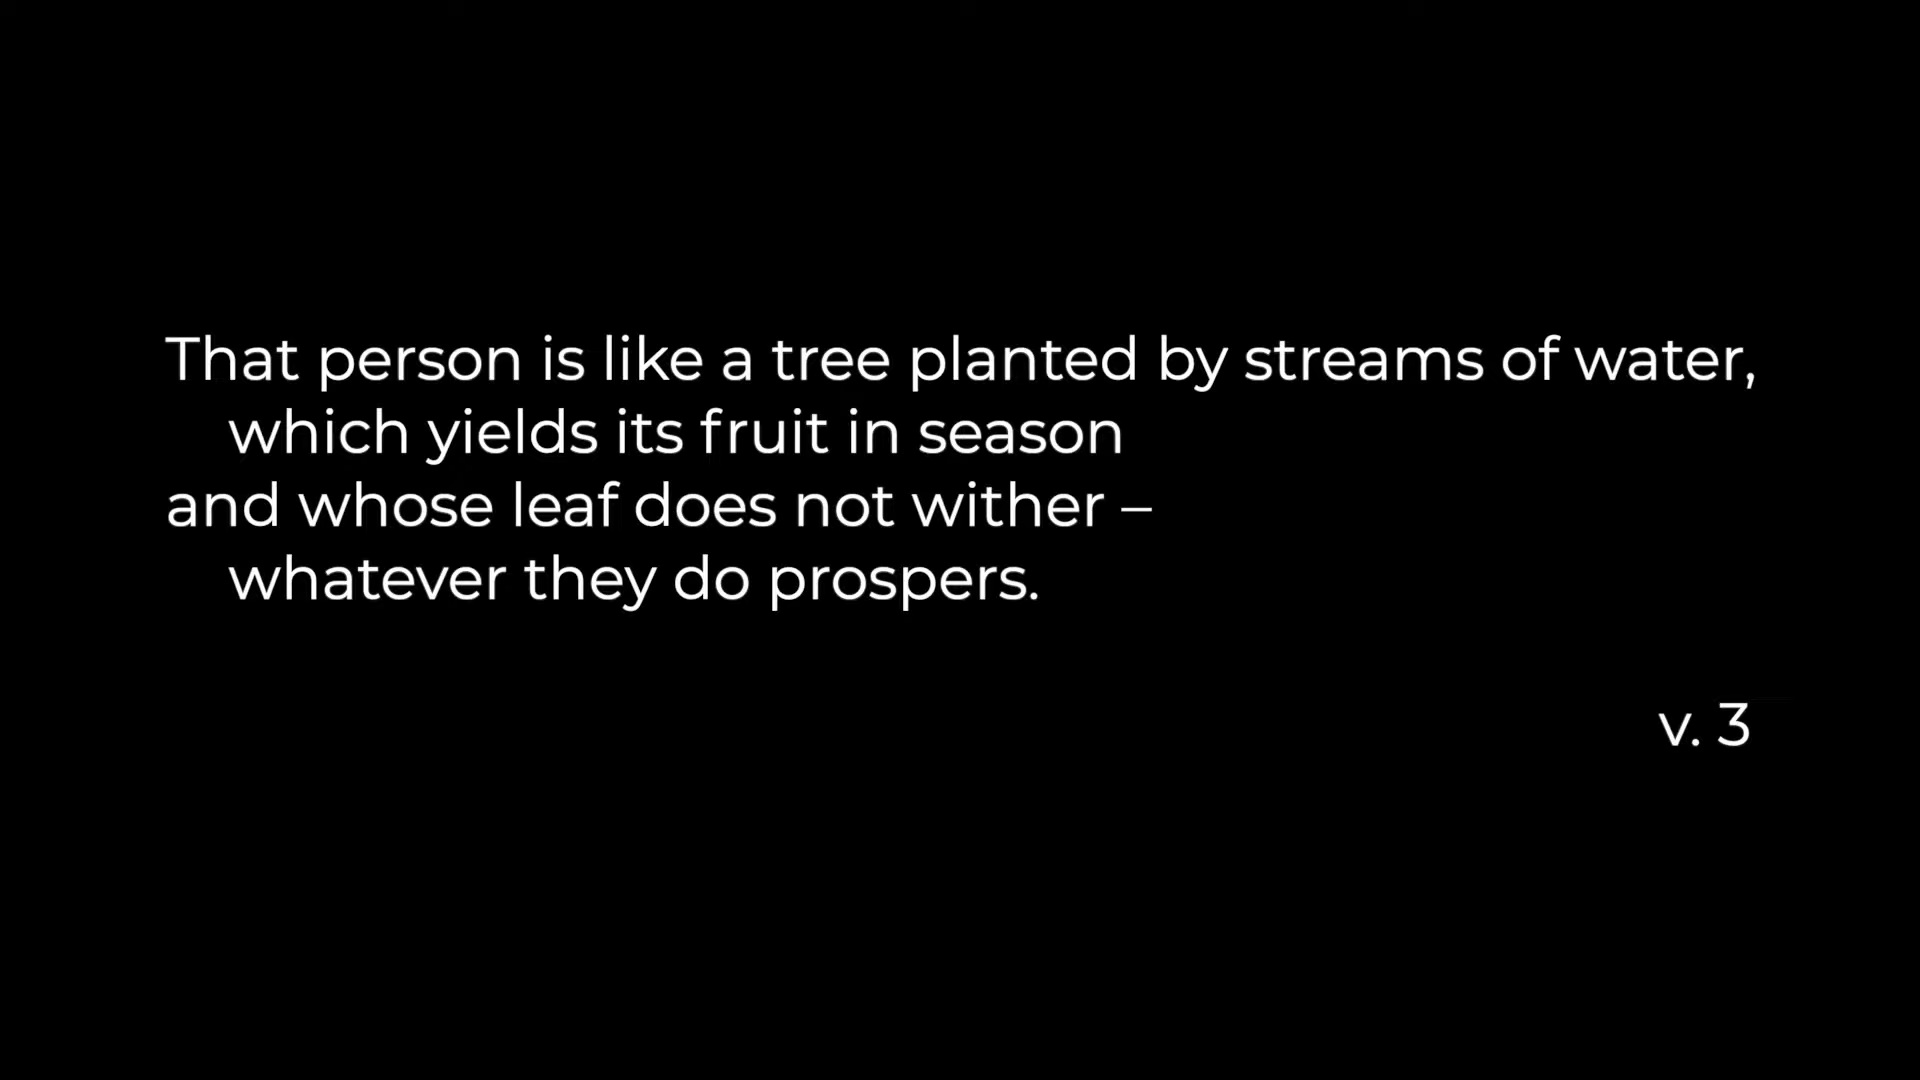 That person is like a tree planted by streams of water,
which yields its fruit in season
and whose leaf does not wither –
whatever they do prospers.
v. 3